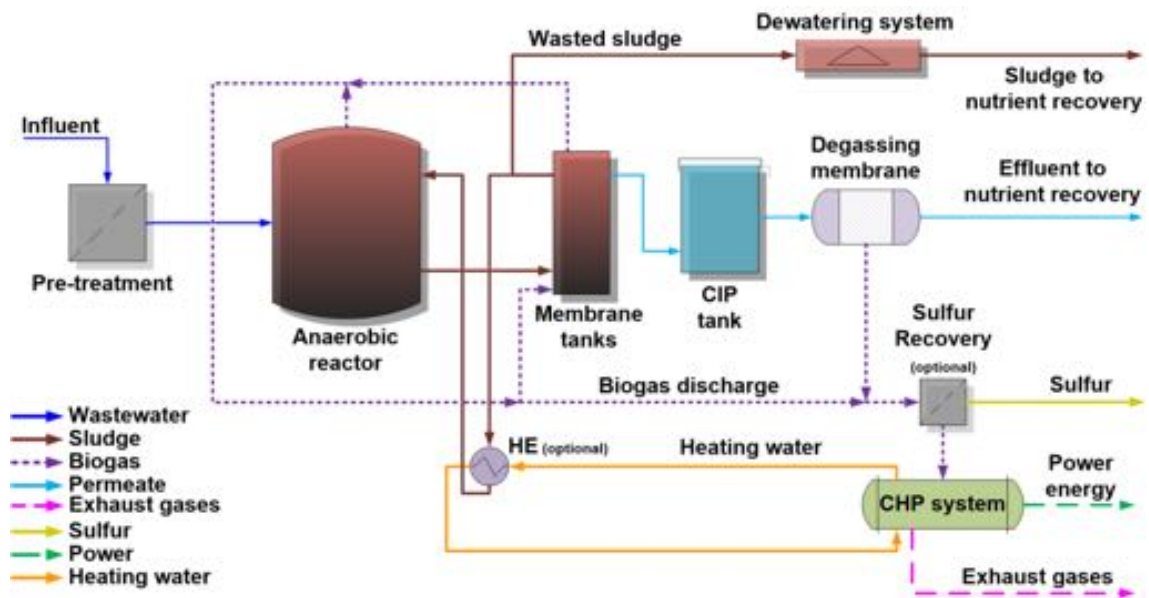 Dewatering system
Wasted sludge
Sludge to
nutrient recovery
Influent
Degassing
membrane
Effluent to
nutrient recovery
Pre-treatment
Anaerobic
reactor
Membrane
tanks
CIP
tank
Sulfur
Recovery
(optional)
Biogas discharge
Sulfur
Wastewater
Sludge
Biogas
Permeate
Exhaust gases
Sulfur
Power
Heating water
HE (optional)
Heating water
Power
energy
CHP system
Exhaust gases